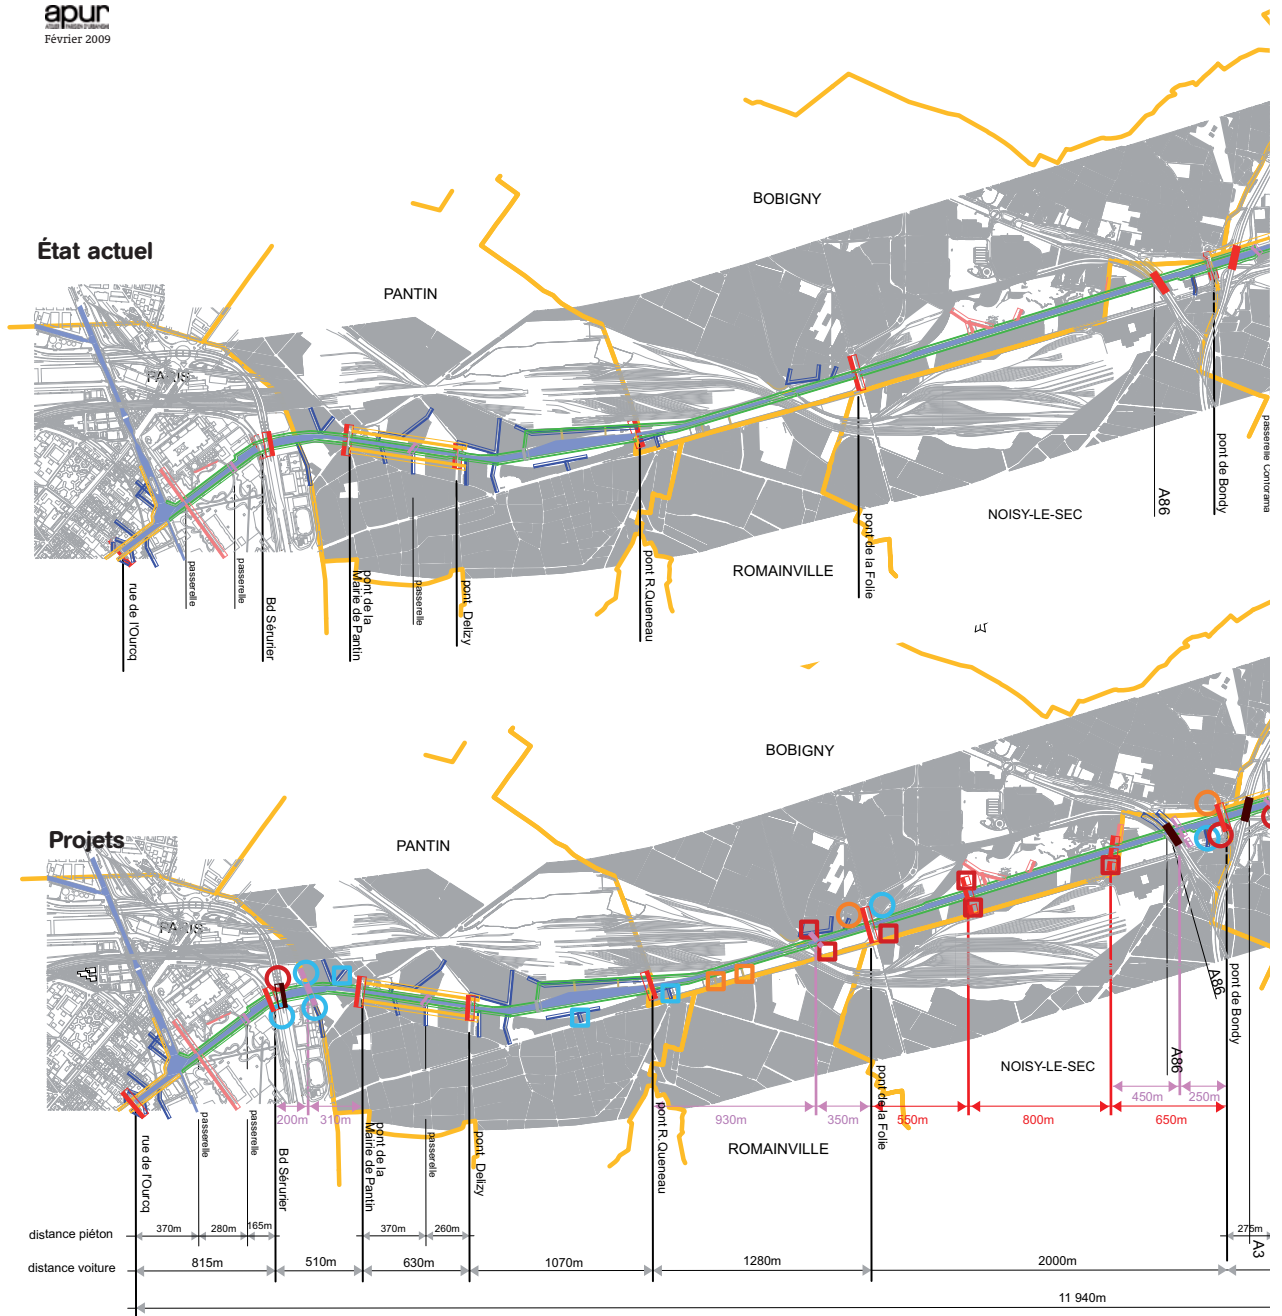 apur
ATELIER PARISIEN D'URBANISME
Février 2009
État actuel
BOBIGNY
PANTIN
PARIS
NOISY-LE-SEC
ROMAINVILLE
rue de l'Ourcq
passerelle
passerelle
Bd Sérurier
pont de la
Mairie de Pantin
passerelle
pont Delizy
pont R.Queneau
pont de la Folie
A86
pont de Bondy
passerelle Conforama
Projets
BOBIGNY
PANTIN
PARIS
NOISY-LE-SEC
ROMAINVILLE
200m
310m
930m
350m
550m
800m
650m
450m
250m
rue de l'Ourcq
passerelle
passerelle
Bd Sérurier
pont de la
Mairie de Pantin
passerelle
pont Delizy
pont R.Queneau
pont de la Folie
A86
A86
pont de Bondy
A3
distance piéton
370m
280m
165m
370m
260m
275m
distance voiture
815m
510m
630m
1070m
1280m
2000m
11 940m